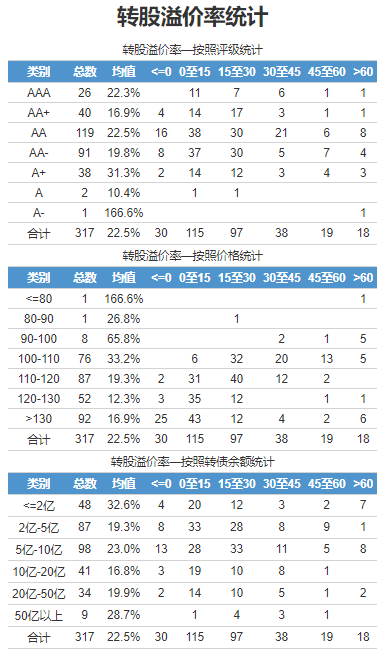 转股溢价率统计
转股溢价率—按照评级统计
类别 总数 均值 <=0 0至15 15至30 30至45 45至60 >60
AAA 26 22.3% 11 7 6 1 1
AA+ 40 16.9% 4 14 17 3 1 1
AA 119 22.5% 16 38 30 21 6 8
AA- 91 19.8% 8 37 30 5 7 4
A+ 38 31.3% 2 14 12 3 4 3
A 2 10.4% 1 1
A- 1 166.6% 1
合计 317 22.5% 30 115 97 38 19 18
转股溢价率—按照价格统计
类别 总数 均值 <=0 0至15 15至30 30至45 45至60 >60
<=80 1 166.6% 1
80-90 1 26.8% 1
90-100 8 65.8% 2 1 5
100-110 76 33.2% 6 32 20 13 5
110-120 87 19.3% 2 31 40 12 2
120-130 52 12.3% 3 35 12 1 1
>130 92 16.9% 25 43 12 4 2 6
合计 317 22.5% 30 115 97 38 19 18
转股溢价率—按照转债余额统计
类别 总数 均值 <=0 0至15 15至30 30至45 45至60 >60
<=2亿 48 32.6% 4 20 12 3 2 7
2亿-5亿 87 19.3% 8 33 28 8 9 1
5亿-10亿 98 23.0% 13 28 33 11 5 8
10亿-20亿 41 16.8% 3 19 10 8 1
20亿-50亿 34 19.9% 2 14 10 5 1 2
50亿以上 9 28.7% 1 4 3 1
合计 317 22.5% 30 115 97 38 19 18